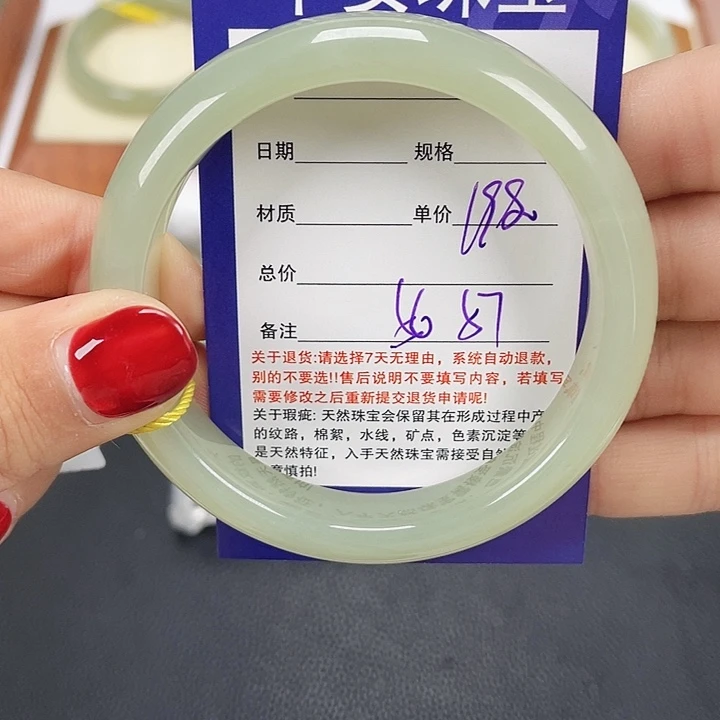 日期 规格
材质 单价 198
总价
备注 57
关于退货:请选择7天无理由，系统自动退款，
别的不要选!!售后说明不要填写内容，若填写
需要修改之后重新提交退货申请呢!
关于瑕疵: 天然珠宝会保留其在形成过程中产
的纹路，棉絮，水线，矿点，色素沉淀等
是天然特征，入手天然珠宝需接受自然
慎拍!